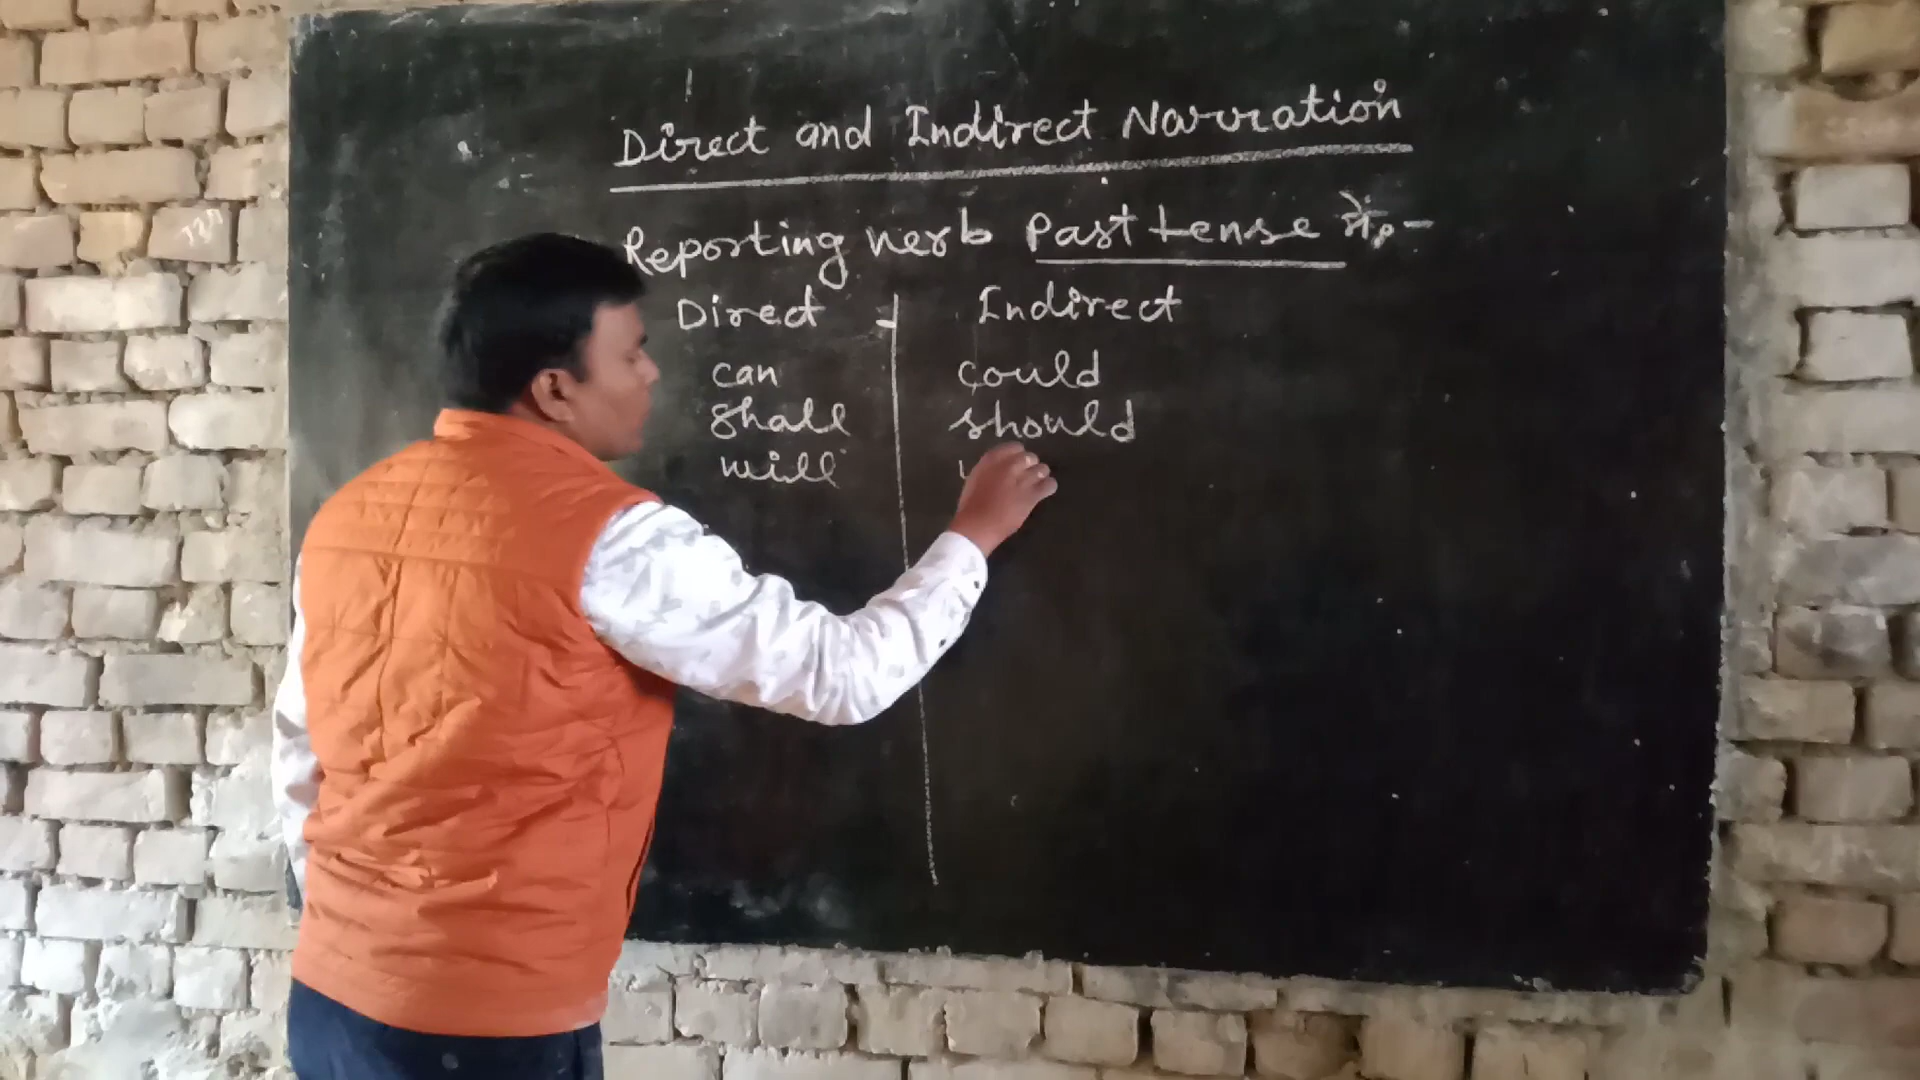 Direct and Indirect Narration
Reporting verb Past tense में -
Direct Indirect
can could
shall should
will